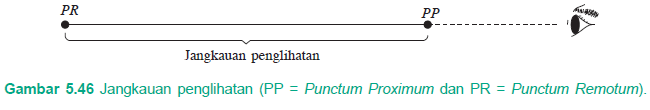 PR PP
Jangkauan penglihatan
Gambar 5.46 Jangkauan penglihatan (PP = Punctum Proximum dan PR = Punctum Remotum).